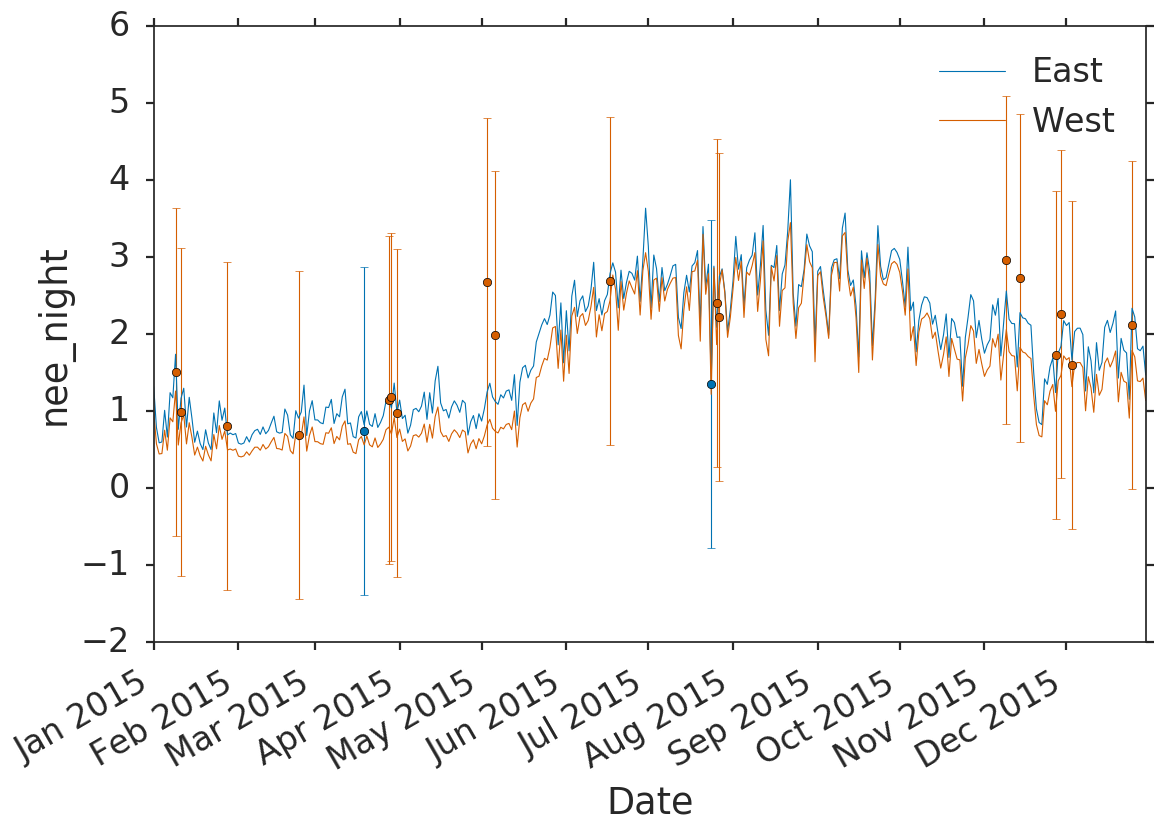 6
5
4
3
2
1
0
−1
−2
nee_night
East
West
Jan 2015
Feb 2015
Mar 2015
Apr 2015
May 2015
Jun 2015
Jul 2015
Aug 2015
Sep 2015
Oct 2015
Nov 2015
Dec 2015
Date